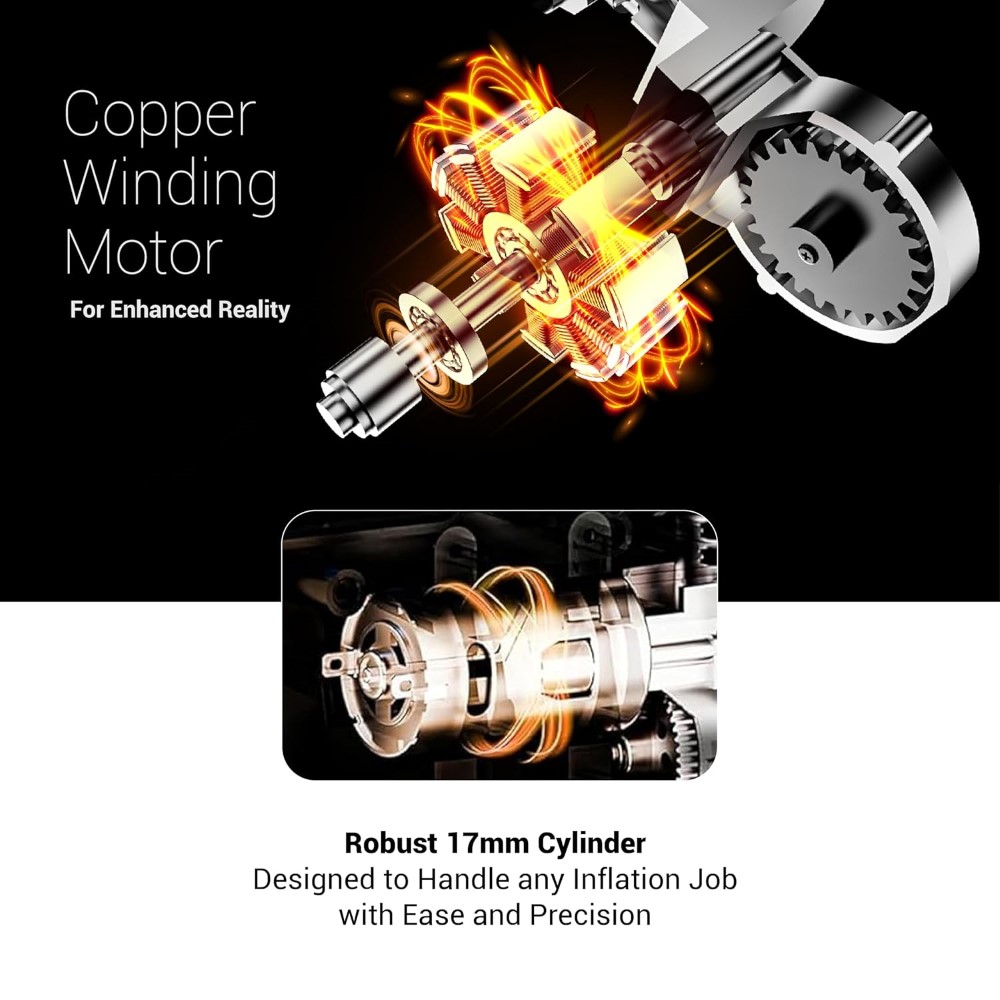 Copper
Winding
Motor
For Enhanced Reality
Robust 17mm Cylinder
Designed to Handle any Inflation Job
with Ease and Precision